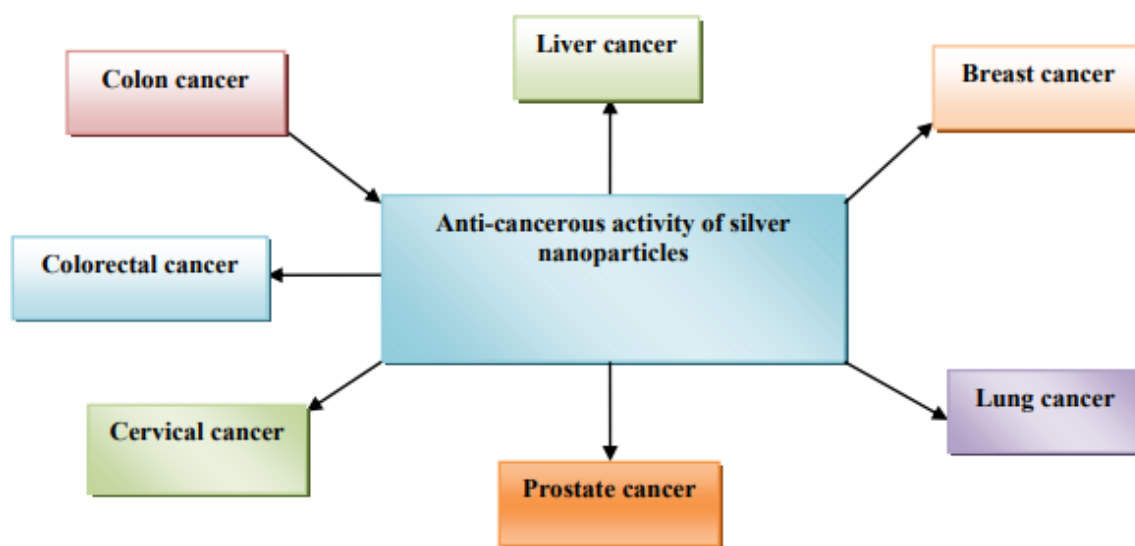 Liver cancer
Colon cancer
Breast cancer
Anti-cancerous activity of silver
nanoparticles
Colorectal cancer
Lung cancer
Cervical cancer
Prostate cancer